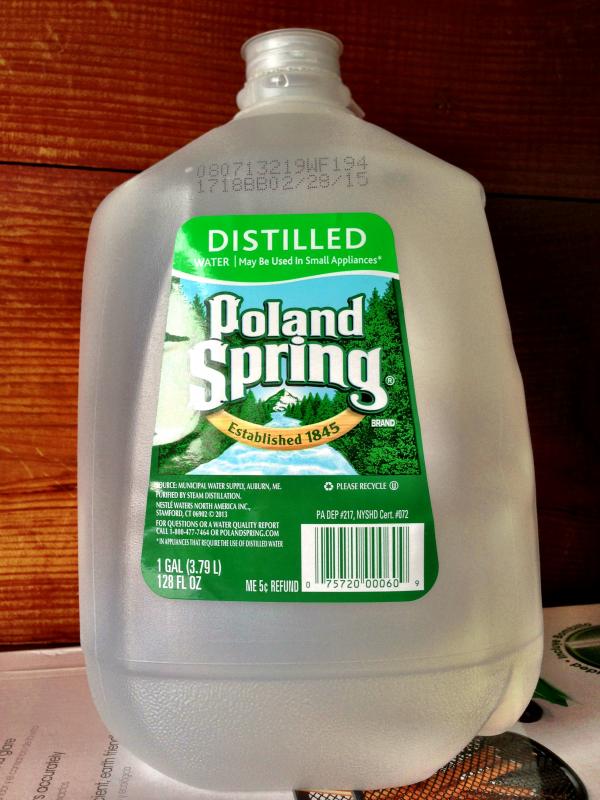 080713219WF194
1718BB02/28/15
DISTILLED
WATER | May Be Used In Small Appliances*
Poland
Spring®
BRAND
Established 1845
SOURCE: MUNICIPAL WATER SUPPLY, AUBURN, ME.
PURIFIED BY STEAM DISTILLATION.
NESTLÉ WATERS NORTH AMERICA INC.,
STAMFORD, CT 06902 © 2013
FOR QUESTIONS OR A WATER QUALITY REPORT
CALL 1-800-477-7464 OR POLANDSPRING.COM
* IN APPLIANCES THAT REQUIRE THE USE OF DISTILLED WATER
PLEASE RECYCLE
PA DEP #217, NYSHD Cert. #072
1 GAL (3.79 L)
128 FL OZ
ME 5¢ REFUND
0 75720 00060 9
s accurately